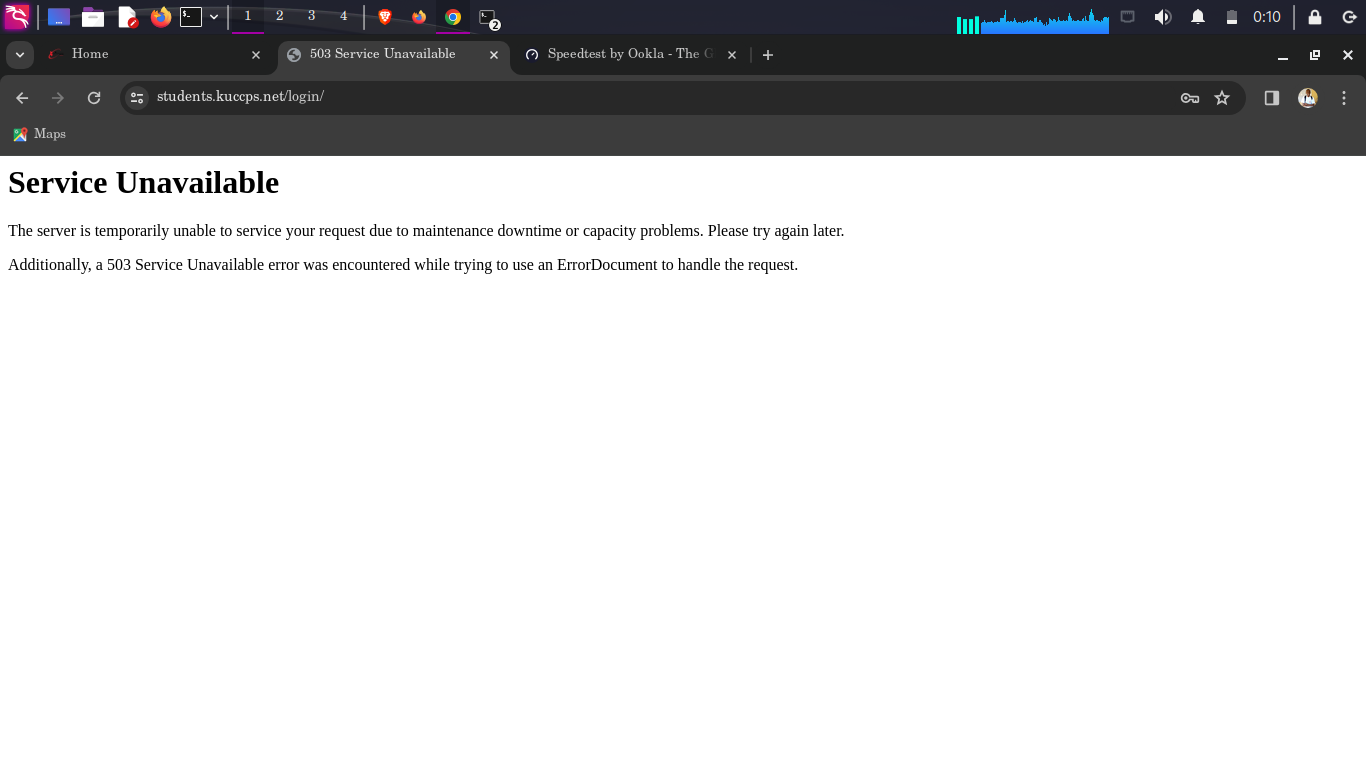 1 2 3 4 2 0:10
Home 503 Service Unavailable Speedtest by Ookla - The G
students.kuccps.net/login/
Maps
Service Unavailable
The server is temporarily unable to service your request due to maintenance downtime or capacity problems. Please try again later.
Additionally, a 503 Service Unavailable error was encountered while trying to use an ErrorDocument to handle the request.